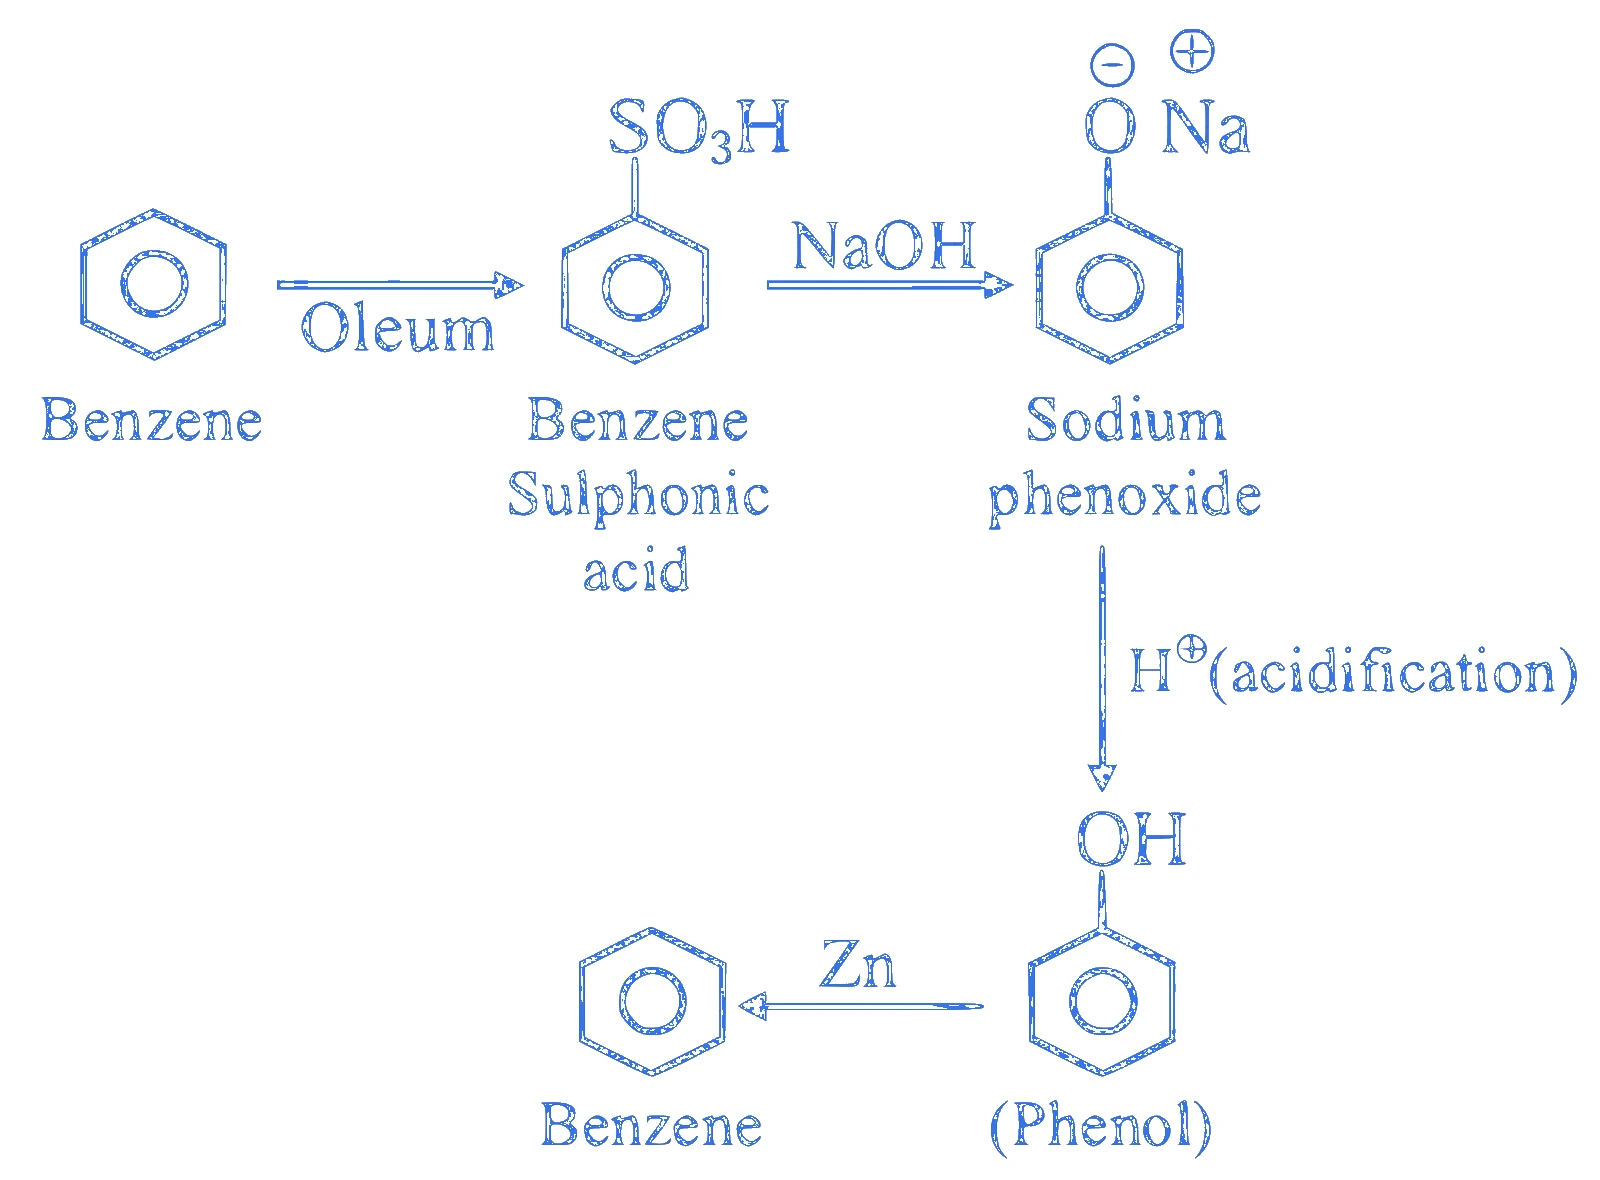 SO₃H
⊖ ⊕
O Na
Oleum
NaOH
Benzene
Benzene
Sulphonic
acid
Sodium
phenoxide
H⊕(acidification)
OH
Zn
Benzene
(Phenol)